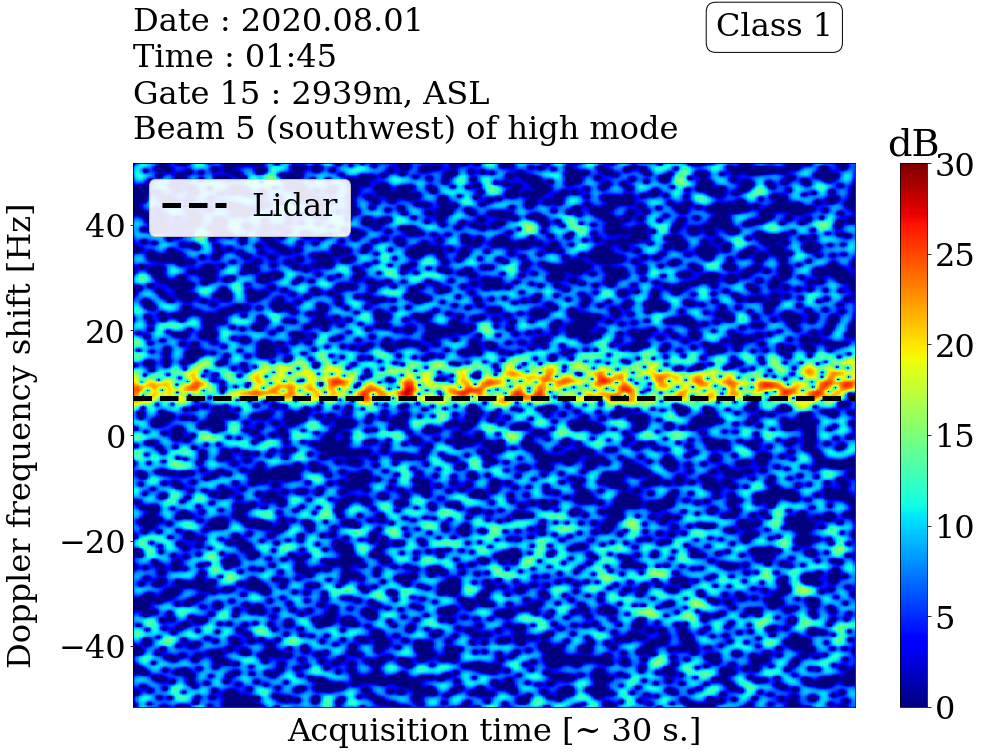 Date : 2020.08.01
Time : 01:45
Gate 15 : 2939m, ASL
Beam 5 (southwest) of high mode
Class 1
dB
Lidar
Doppler frequency shift [Hz]
40
20
0
−20
−40
Acquisition time [~ 30 s.]
30
25
20
15
10
5
0